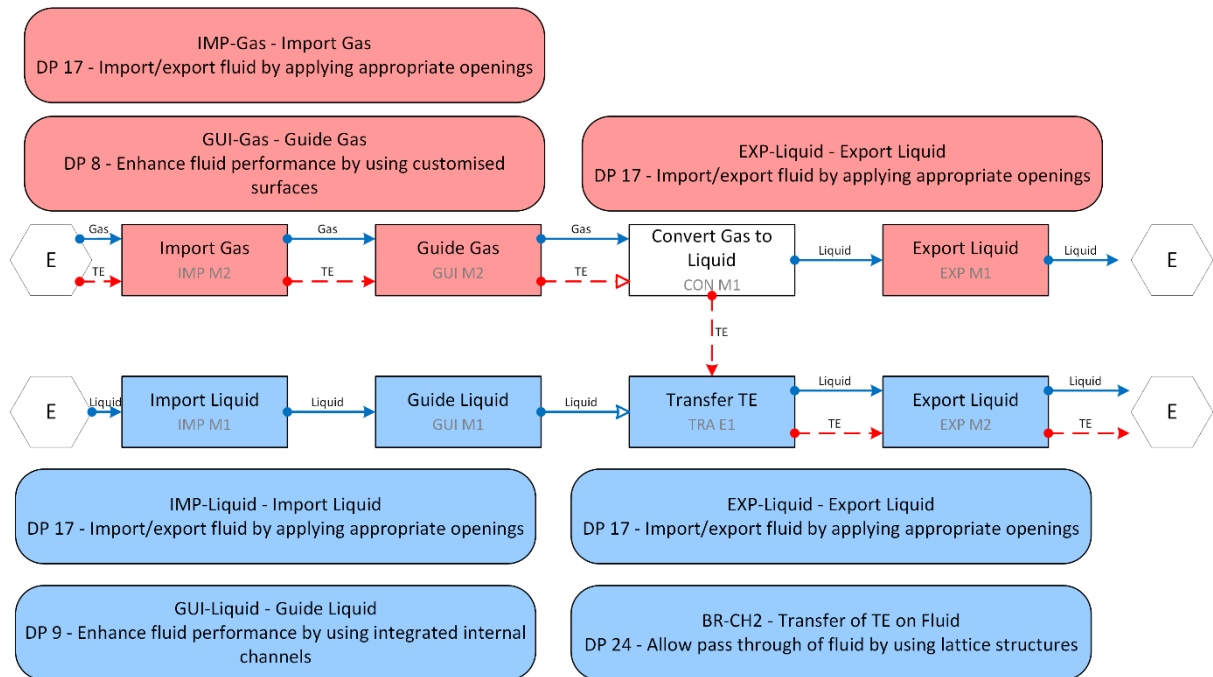 IMP-Gas - Import Gas
DP 17 - Import/export fluid by applying appropriate openings
GUI-Gas - Guide Gas
DP 8 - Enhance fluid performance by using customised
surfaces
EXP-Liquid - Export Liquid
DP 17 - Import/export fluid by applying appropriate openings
E
Gas
TE
Import Gas
IMP M2
Gas
TE
Guide Gas
GUI M2
Gas
TE
Convert Gas to
Liquid
CON M1
Liquid
Export Liquid
EXP M1
Liquid
E
TE
E
Liquid
Import Liquid
IMP M1
Liquid
Guide Liquid
GUI M1
Liquid
Transfer TE
TRA E1
Liquid
TE
Export Liquid
EXP M2
Liquid
TE
E
IMP-Liquid - Import Liquid
DP 17 - Import/export fluid by applying appropriate openings
EXP-Liquid - Export Liquid
DP 17 - Import/export fluid by applying appropriate openings
GUI-Liquid - Guide Liquid
DP 9 - Enhance fluid performance by using integrated internal
channels
BR-CH2 - Transfer of TE on Fluid
DP 24 - Allow pass through of fluid by using lattice structures